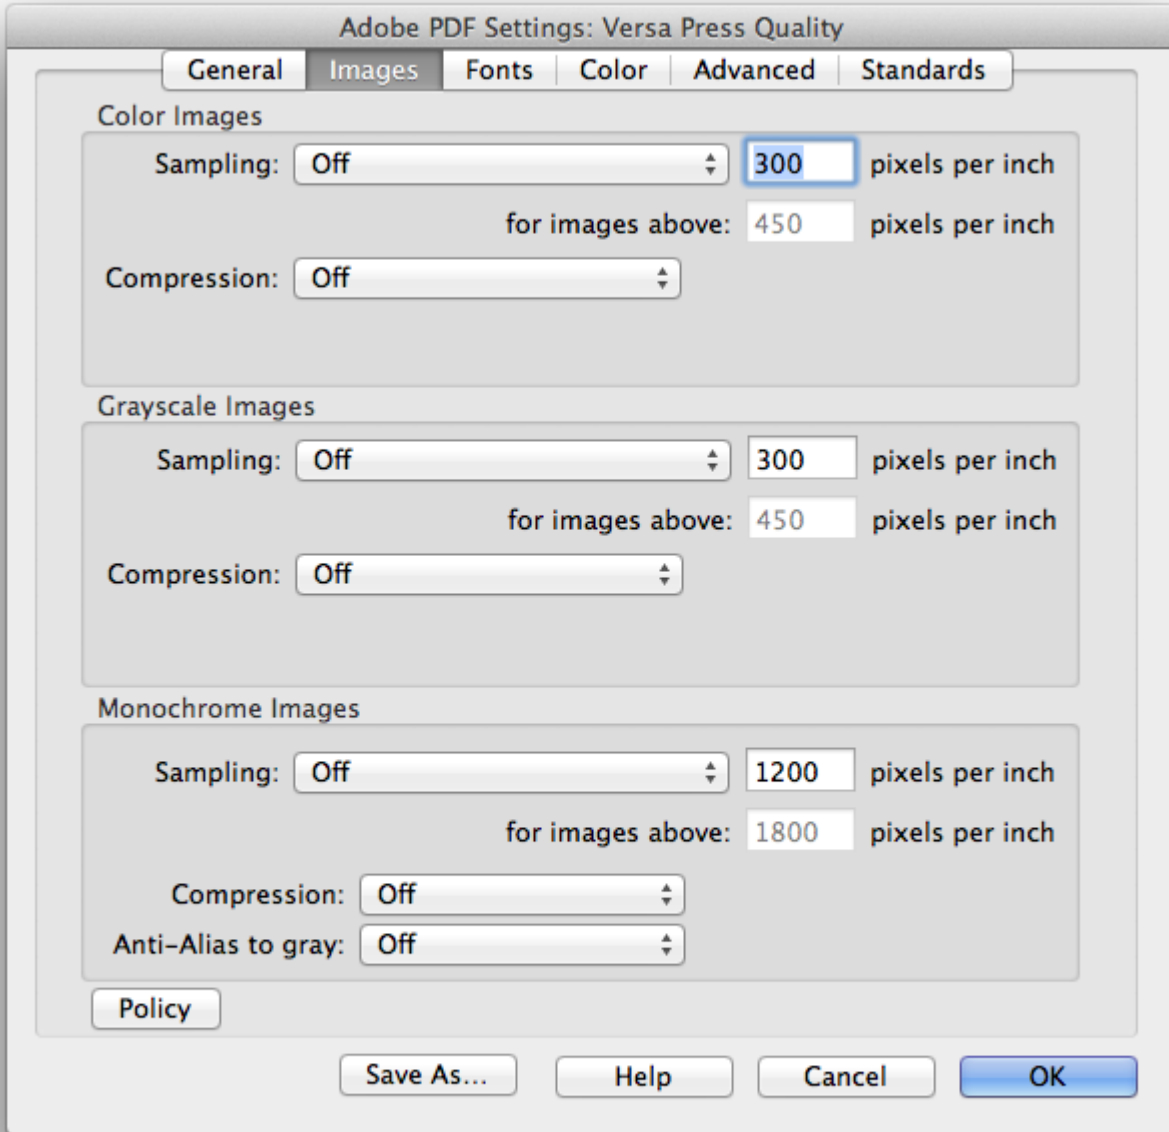 Adobe PDF Settings: Versa Press Quality
General Images Fonts Color Advanced Standards
Color Images
Sampling: Off 300 pixels per inch
for images above: 450 pixels per inch
Compression: Off
Grayscale Images
Sampling: Off 300 pixels per inch
for images above: 450 pixels per inch
Compression: Off
Monochrome Images
Sampling: Off 1200 pixels per inch
for images above: 1800 pixels per inch
Compression: Off
Anti-Alias to gray: Off
Policy
Save As... Help Cancel OK